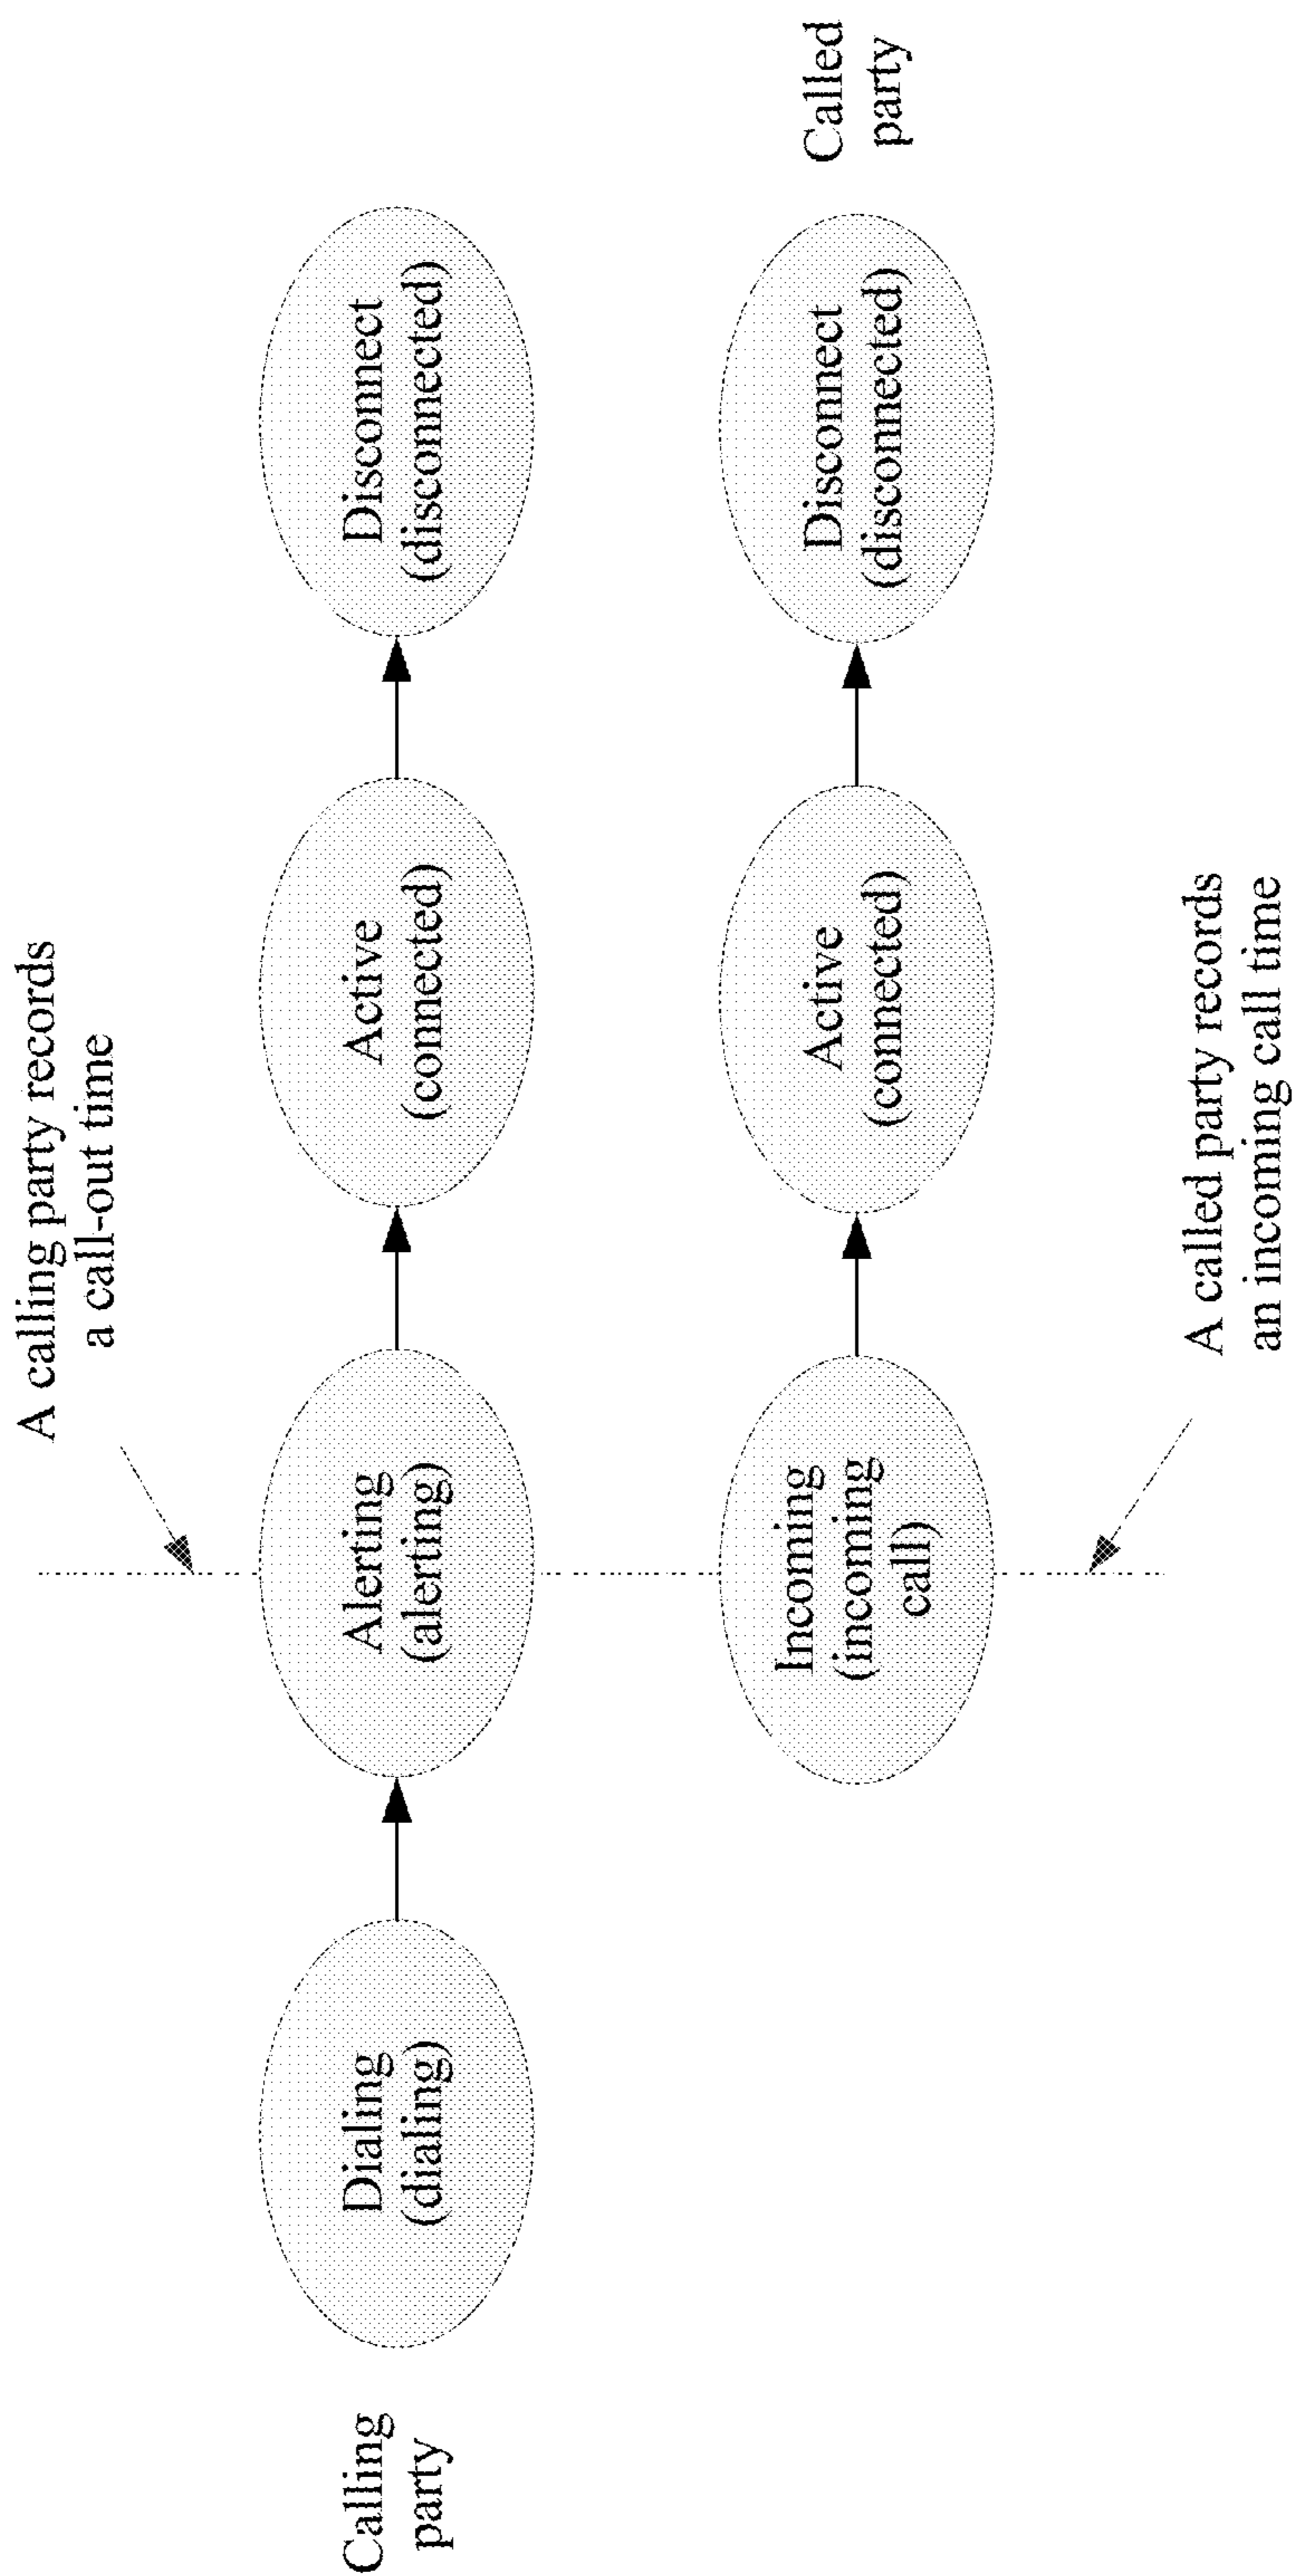 A calling party records
a call-out time
Calling
party
Dialing
(dialing)
Alerting
(alerting)
Active
(connected)
Disconnect
(disconnected)
Incoming
(incoming
call)
Active
(connected)
Disconnect
(disconnected)
Called
party
A called party records
an incoming call time